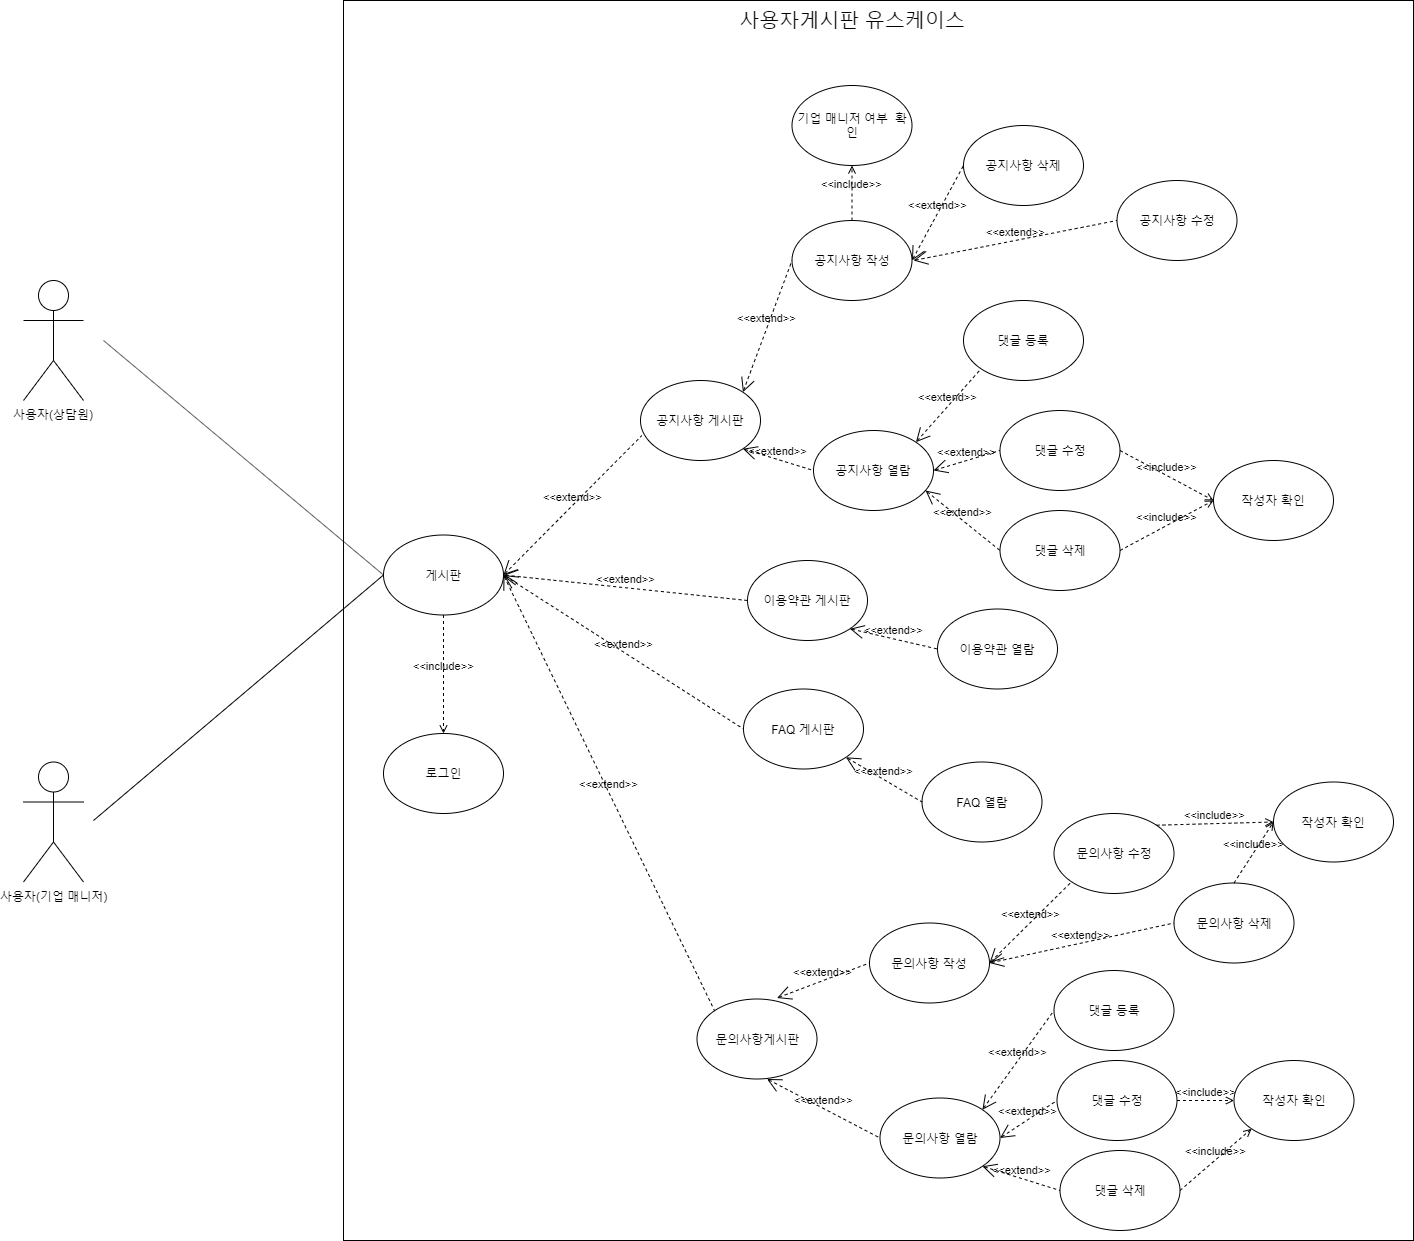 사용자게시판 유스케이스
기업 매니저 여부  확
인
<<include>>
공지사항 삭제
<<extend>>
공지사항 수정
<<extend>>
공지사항 작성
<<extend>>
댓글 등록
<<extend>>
공지사항 게시판
<<extend>>
공지사항 열람
<<extend>>
댓글 수정
<<include>>
작성자 확인
<<extend>>
<<include>>
댓글 삭제
<<extend>>
사용자(상담원)
게시판
<<extend>>
이용약관 게시판
<<extend>>
이용약관 열람
<<extend>>
<<include>>
FAQ 게시판
<<extend>>
FAQ 열람
로그인
<<extend>>
사용자(기업 매니저)
<<include>>
작성자 확인
<<include>>
문의사항 수정
<<extend>>
문의사항 삭제
<<extend>>
문의사항 작성
<<extend>>
문의사항게시판
댓글 등록
<<extend>>
<<extend>>
댓글 수정
<<include>>
작성자 확인
<<extend>>
문의사항 열람
<<include>>
<<extend>>
댓글 삭제